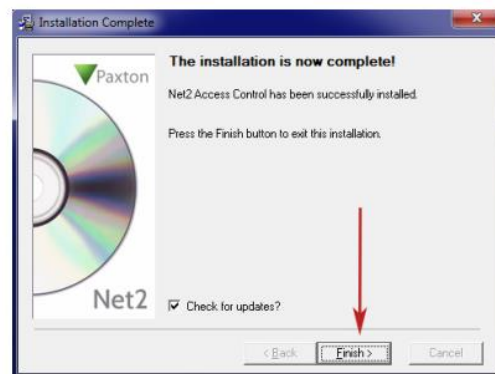 Installation Complete
Paxton
The installation is now complete!
Net2 Access Control has been successfully installed.
Press the Finish button to exit this installation.
Net2
Check for updates?
< Back
Finish >
Cancel